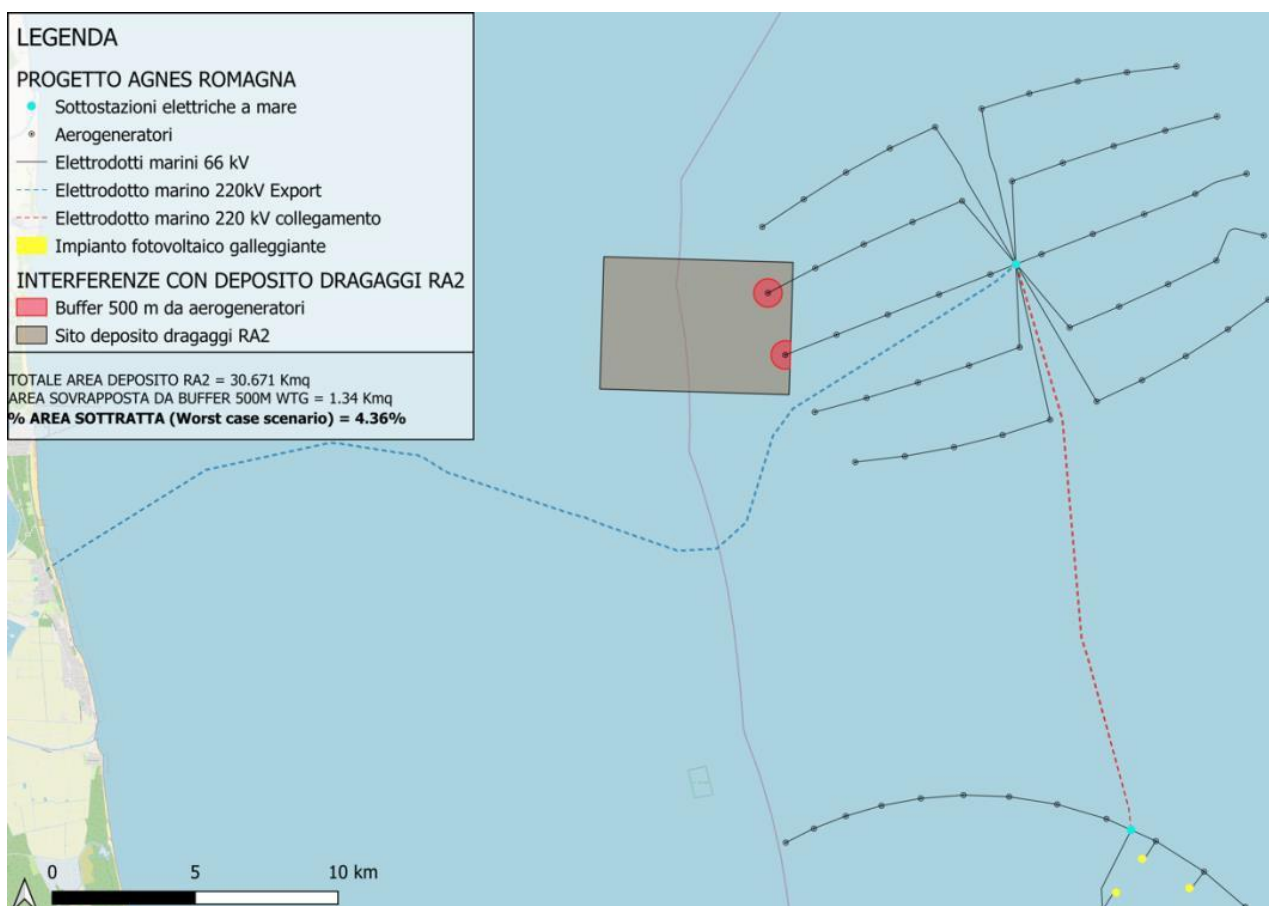 LEGENDA
PROGETTO AGNES ROMAGNA
Sottostazioni elettriche a mare
Aerogeneratori
Elettrodotti marini 66 kV
Elettrodotto marino 220kV Export
Elettrodotto marino 220 kV collegamento
Impianto fotovoltaico galleggiante
INTERFERENZE CON DEPOSITO DRAGAGGI RA2
Buffer 500 m da aerogeneratori
Sito deposito dragaggi RA2
TOTALE AREA DEPOSITO RA2 = 30.671 Kmq
AREA SOVRAPPOSTA DA BUFFER 500M WTG = 1.34 Kmq
% AREA SOTTRATTA (Worst case scenario) = 4.36%
0 5 10 km